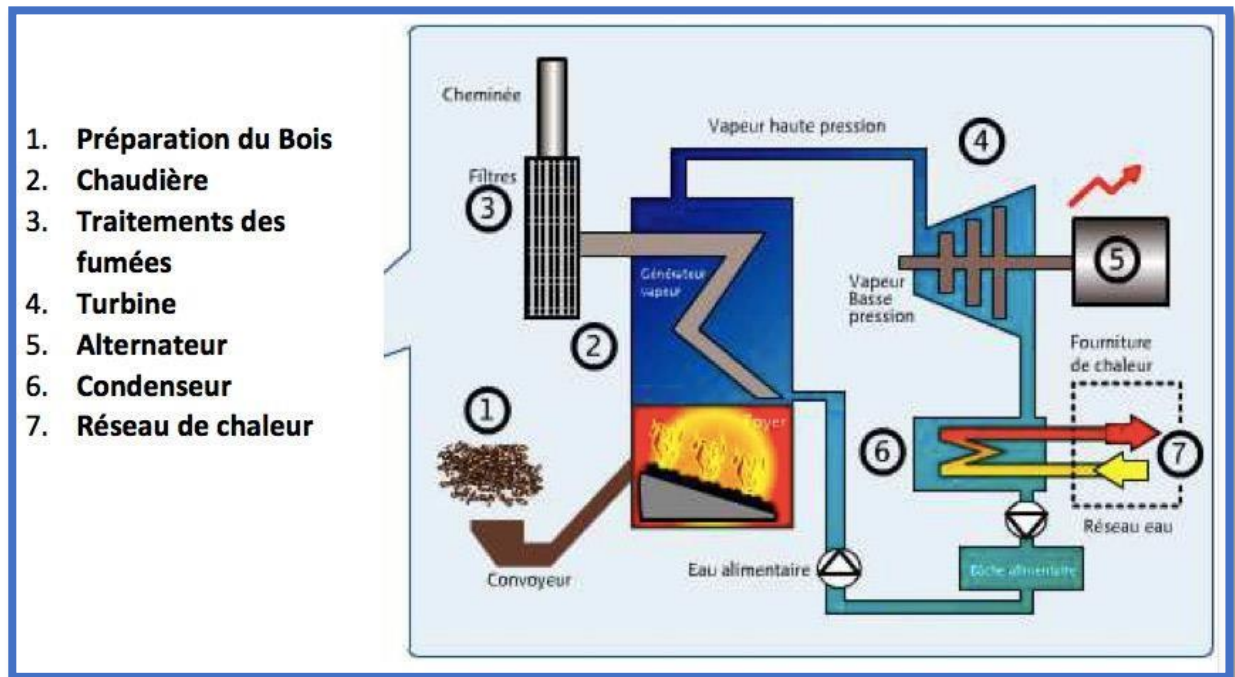 1. Préparation du Bois
2. Chaudière
3. Traitements des
fumées
4. Turbine
5. Alternateur
6. Condenseur
7. Réseau de chaleur
Cheminée
Filtres
3
Vapeur haute pression
4
Générateur
vapeur
2
Vapeur
Basse
pression
5
Fourniture
de chaleur
1
Foyer
6
7
Réseau eau
Convoyeur
Eau alimentaire
Bâche alimentaire